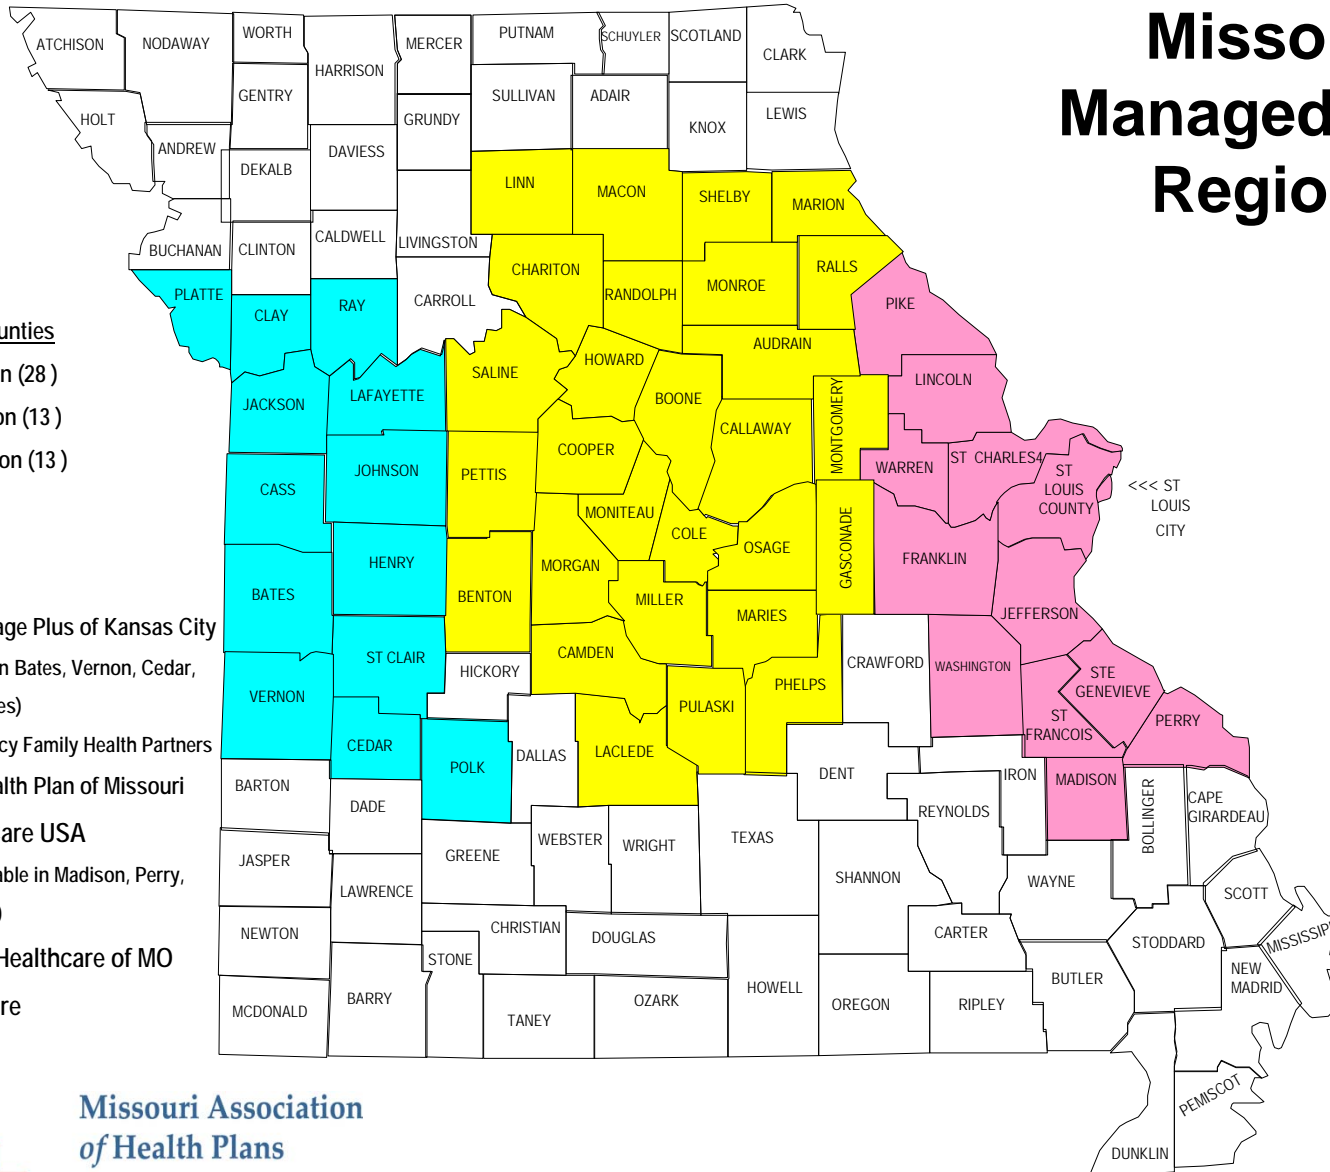 Misso
Managed
Regio
ATCHISON
NODAWAY
WORTH
HARRISON
MERCER
PUTNAM
SCHUYLER
SCOTLAND
CLARK
HOLT
GENTRY
GRUNDY
SULLIVAN
ADAIR
KNOX
LEWIS
ANDREW
DEKALB
DAVIESS
LINN
MACON
SHELBY
MARION
BUCHANAN
CLINTON
CALDWELL
LIVINGSTON
CHARITON
RANDOLPH
MONROE
RALLS
PLATTE
CLAY
RAY
CARROLL
PIKE
AUDRAIN
SALINE
HOWARD
BOONE
LINCOLN
JACKSON
LAFAYETTE
CALLAWAY
MONTGOMERY
COOPER
WARREN
ST CHARLES4
ST
LOUIS
COUNTY
<<< ST
LOUIS
CITY
CASS
JOHNSON
PETTIS
MONITEAU
COLE
OSAGE
GASCONADE
FRANKLIN
BATES
HENRY
BENTON
MORGAN
MILLER
MARIES
JEFFERSON
VERNON
ST CLAIR
HICKORY
CAMDEN
PULASKI
PHELPS
CRAWFORD
WASHINGTON
STE
GENEVIEVE
ST
FRANCOIS
PERRY
CEDAR
POLK
DALLAS
LACLEDE
DENT
IRON
MADISON
BOLLINGER
CAPE
GIRARDEAU
BARTON
DADE
GREENE
WEBSTER
WRIGHT
TEXAS
REYNOLDS
JASPER
LAWRENCE
SHANNON
WAYNE
SCOTT
NEWTON
CHRISTIAN
DOUGLAS
CARTER
STODDARD
MISSISSIP
STONE
BUTLER
NEW
MADRID
MCDONALD
BARRY
TANEY
OZARK
HOWELL
OREGON
RIPLEY
PEMISCOT
DUNKLIN
unties
n (28 )
on (13 )
on (13 )
age Plus of Kansas City
n Bates, Vernon, Cedar,
es)
cy Family Health Partners
alth Plan of Missouri
are USA
able in Madison, Perry,
)
Healthcare of MO
re
Missouri Association
of Health Plans